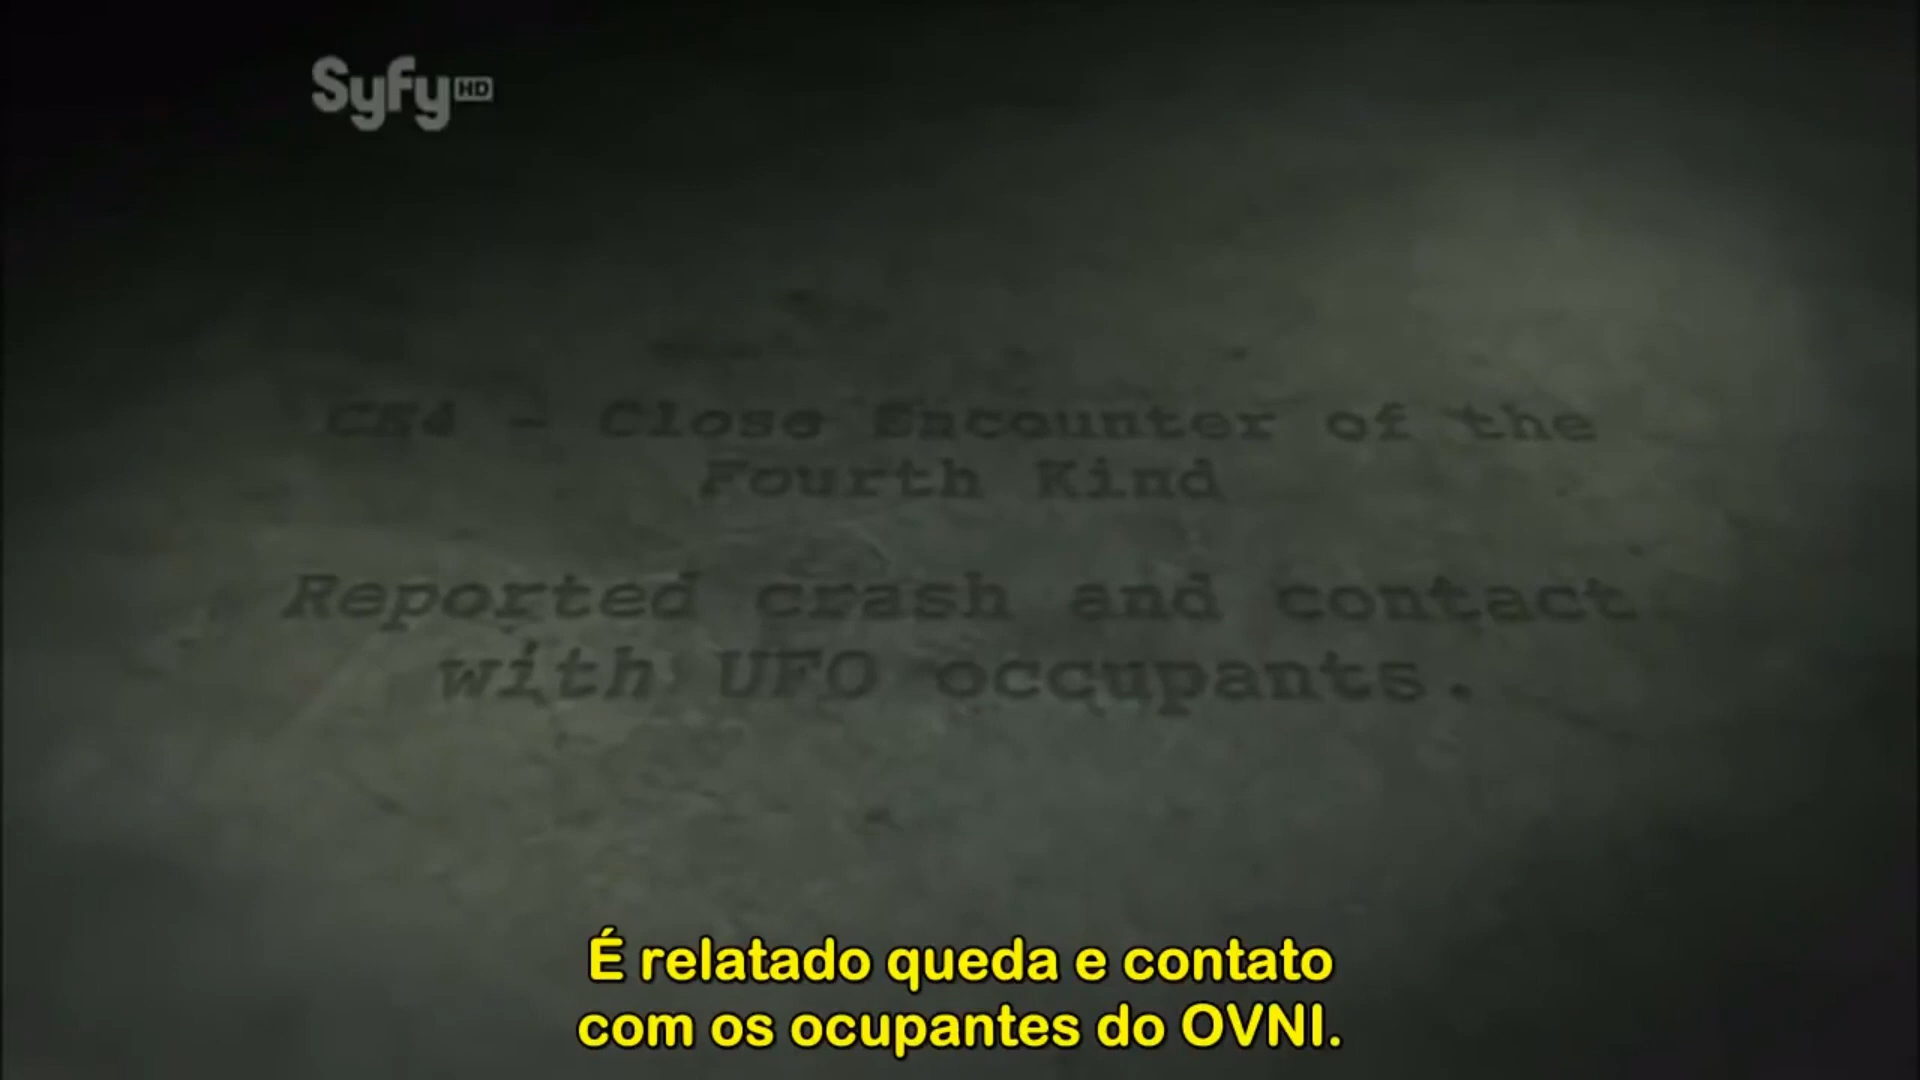 Syfy HD
CE4 - Close Encounter of the
Fourth Kind
Reported crash and contact
with UFO occupants.
É relatado queda e contato
com os ocupantes do OVNI.